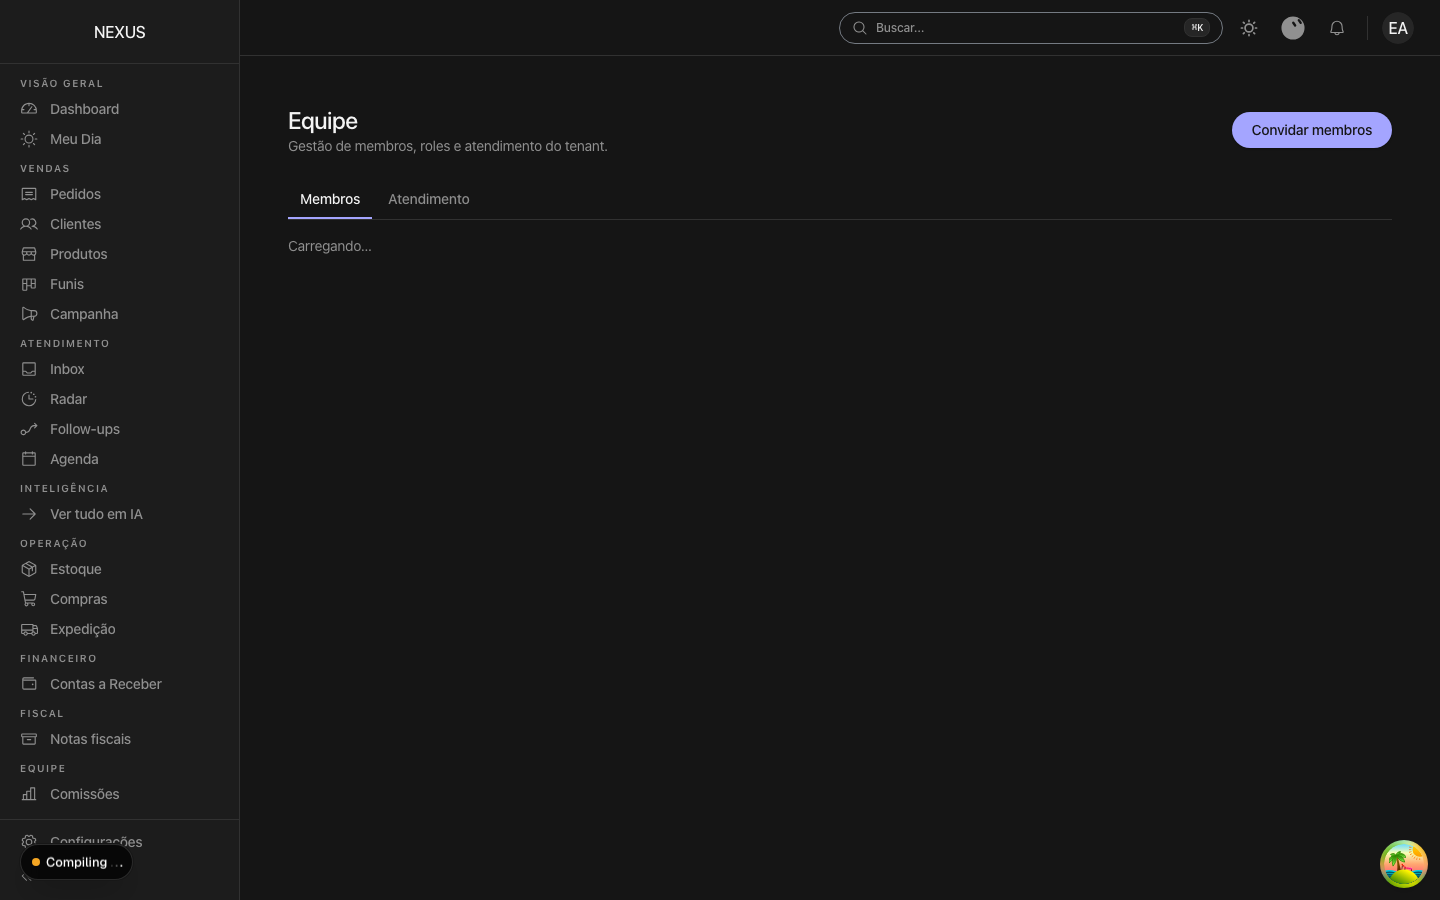 NEXUS
Buscar...
⌘K
EA
VISÃO GERAL
Dashboard
Meu Dia
VENDAS
Pedidos
Clientes
Produtos
Funis
Campanha
ATENDIMENTO
Inbox
Radar
Follow-ups
Agenda
INTELIGÊNCIA
Ver tudo em IA
OPERAÇÃO
Estoque
Compras
Expedição
FINANCEIRO
Contas a Receber
FISCAL
Notas fiscais
EQUIPE
Comissões
Configurações
Compiling ...
Equipe
Gestão de membros, roles e atendimento do tenant.
Convidar membros
Membros
Atendimento
Carregando...